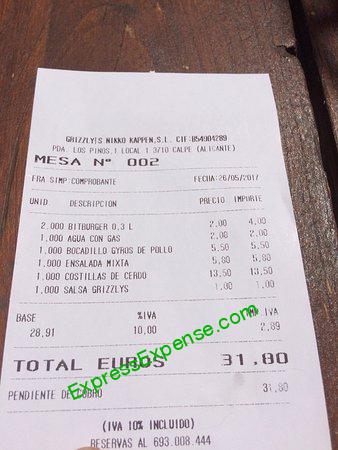 GRIZZLY¡S NIKKO KAPPEN,S.L. CIF:B54904289
PDA. LOS PINOS,1 LOCAL 1 3710 CALPE (ALICANTE)
MESA Nº 002
FRA SIMP:COMPROBANTE FECHA:26/05/2017
UNID. DESCRIPCION PRECIO IMPORTE
2,000 BITBURGER 0,3 L 2,00 4,00
1,000 AGUA CON GAS 2,00 2,00
1,000 BOCADILLO GYROS DE POLLO 5,50 5,50
1,000 ENSALADA MIXTA 5,80 5,80
1,000 COSTILLAS DE CERDO 13,50 13,50
1,000 SALSA GRIZZLYS 1,00 1,00
BASE %IVA IVA
28,91 10,00 2,89
TOTAL EUROS 31,80
PENDIENTE DE COBRO 31,80
(IVA 10% INCLUIDO)
RESERVAS AL 693.008.444
ExpressExpense.com